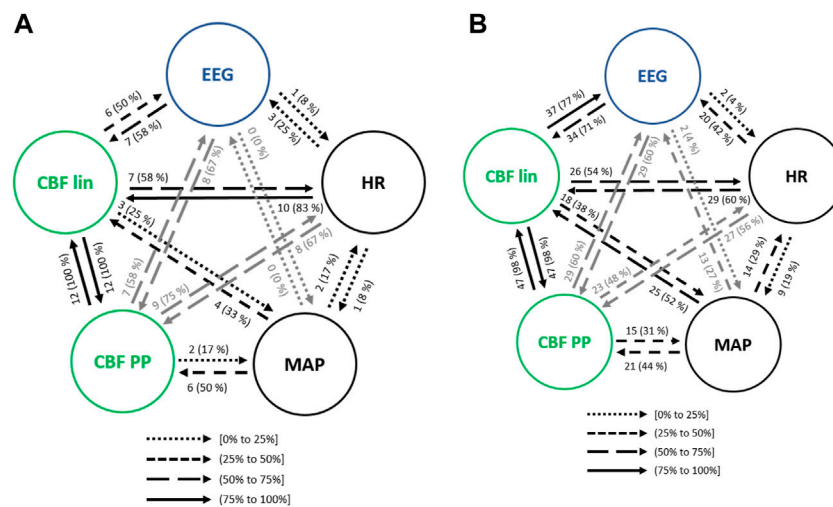 A
EEG
6 (50 %)
7 (58 %)
1 (8 %)
3 (25 %)
0 (0 %)
8 (67 %)
CBF lin
7 (58 %)
10 (83 %)
HR
3 (25 %)
8 (67 %)
12 (100 %)
12 (100 %)
7 (58 %)
9 (75 %)
4 (33 %)
0 (0 %)
2 (17 %)
1 (8 %)
CBF PP
2 (17 %)
6 (50 %)
MAP
[0% to 25%]
(25% to 50%]
(50% to 75%]
(75% to 100%]
B
EEG
37 (77 %)
34 (71 %)
2 (4 %)
20 (42 %)
2 (4 %)
29 (60 %)
CBF lin
26 (54 %)
29 (60 %)
HR
18 (38 %)
27 (56 %)
47 (98 %)
47 (98 %)
29 (60 %)
23 (48 %)
25 (52 %)
13 (27 %)
14 (29 %)
9 (19 %)
CBF PP
15 (31 %)
21 (44 %)
MAP
[0% to 25%]
(25% to 50%]
(50% to 75%]
(75% to 100%]